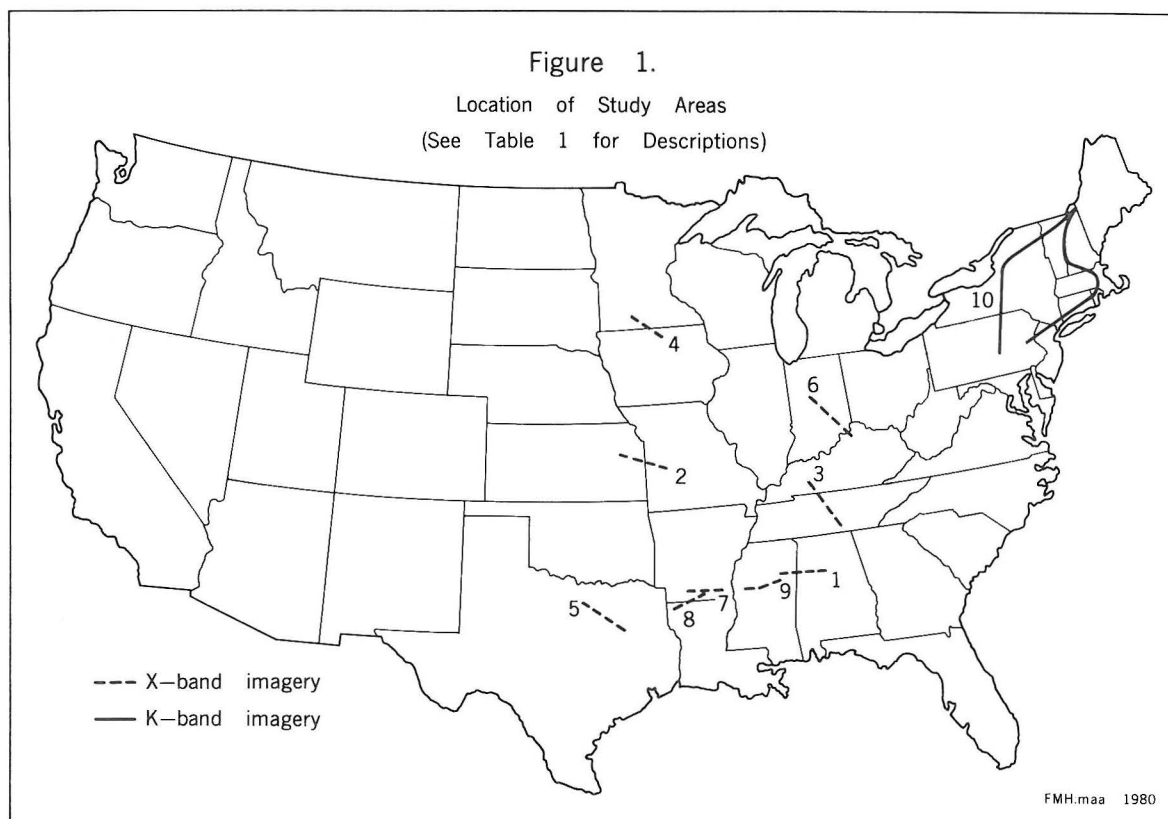 Figure 1.
Location of Study Areas
(See Table 1 for Descriptions)
10
4
6
2
3
1
9
7
8
5
X-band imagery
K-band imagery
FMH.maa 1980